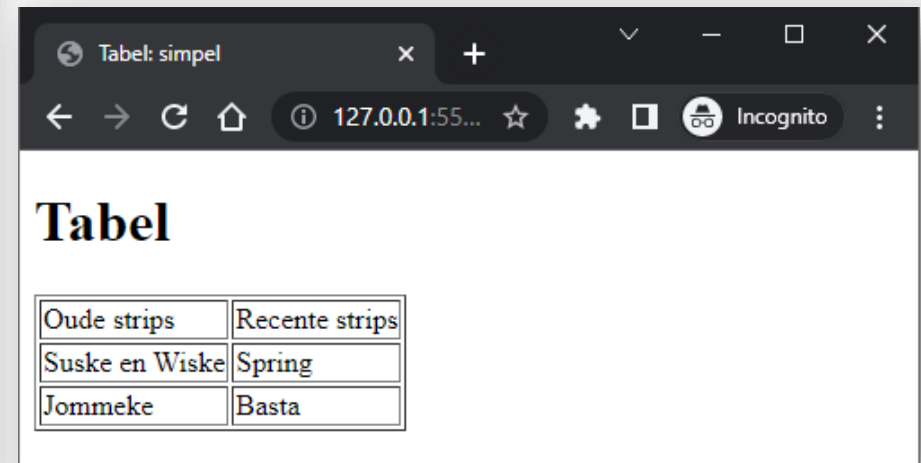 Tabel: simpel
127.0.0.1:55...
Incognito
Tabel
Oude strips Recente strips
Suske en Wiske Spring
Jommeke Basta